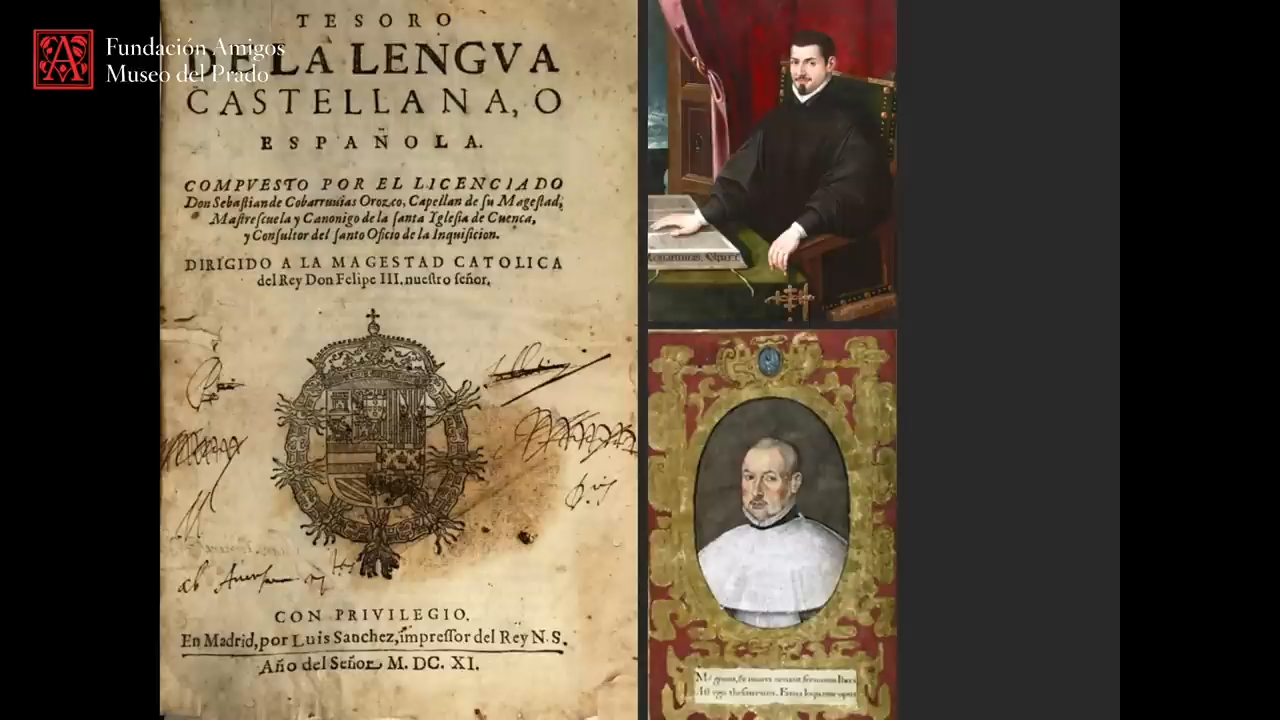 Fundación Amigos
Museo del Prado
TESORO
DE LA LENGVA
CASTELLANA, O
ESPAÑOLA.
COMPVESTO POR EL LICENCIADO
Don Sebastian de Cobarruuias Orozco, Capellan de su Magestad,
Mastrescuela y Canonigo de la santa Yglesia de Cuenca,
y Consultor del santo Oficio de la Inquisicion.
DIRIGIDO A LA MAGESTAD CATOLICA
del Rey Don Felipe III. nuestro señor.
CON PRIVILEGIO.
En Madrid, por Luis Sanchez, impressor del Rey N.S.
Año del Señor M. DC. XI.